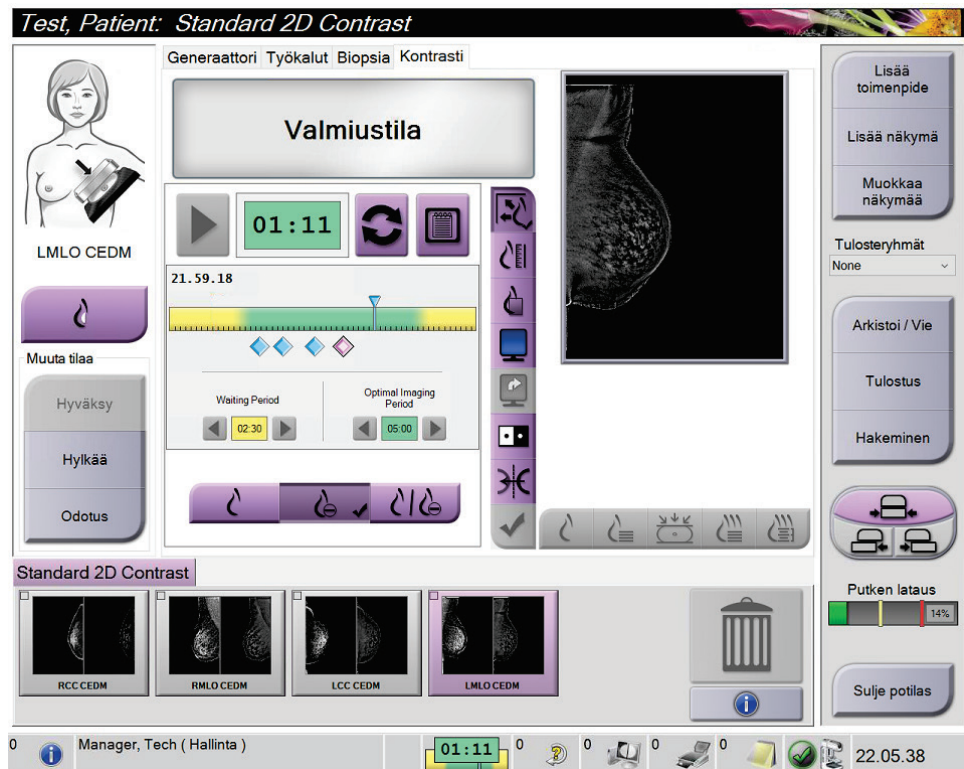 Test, Patient: Standard 2D Contrast
Generaattori Työkalut Biopsia Kontrasti
Valmiustila
LMLO CEDM
Muuta tilaa
Hyväksy
Hylkää
Odotus
01:11
21.59.18
Waiting Period
02:30
Optimal Imaging
Period
05:00
Lisää
toimenpide
Lisää näkymä
Muokkaa
näkymää
Tulosteryhmät
None
Arkistoi / Vie
Tulostus
Hakeminen
Putken lataus
14%
Sulje potilas
Standard 2D Contrast
RCC CEDM
RMLO CEDM
LCC CEDM
LMLO CEDM
0 Manager, Tech ( Hallinta ) 01:11 0 0 0 0 22.05.38